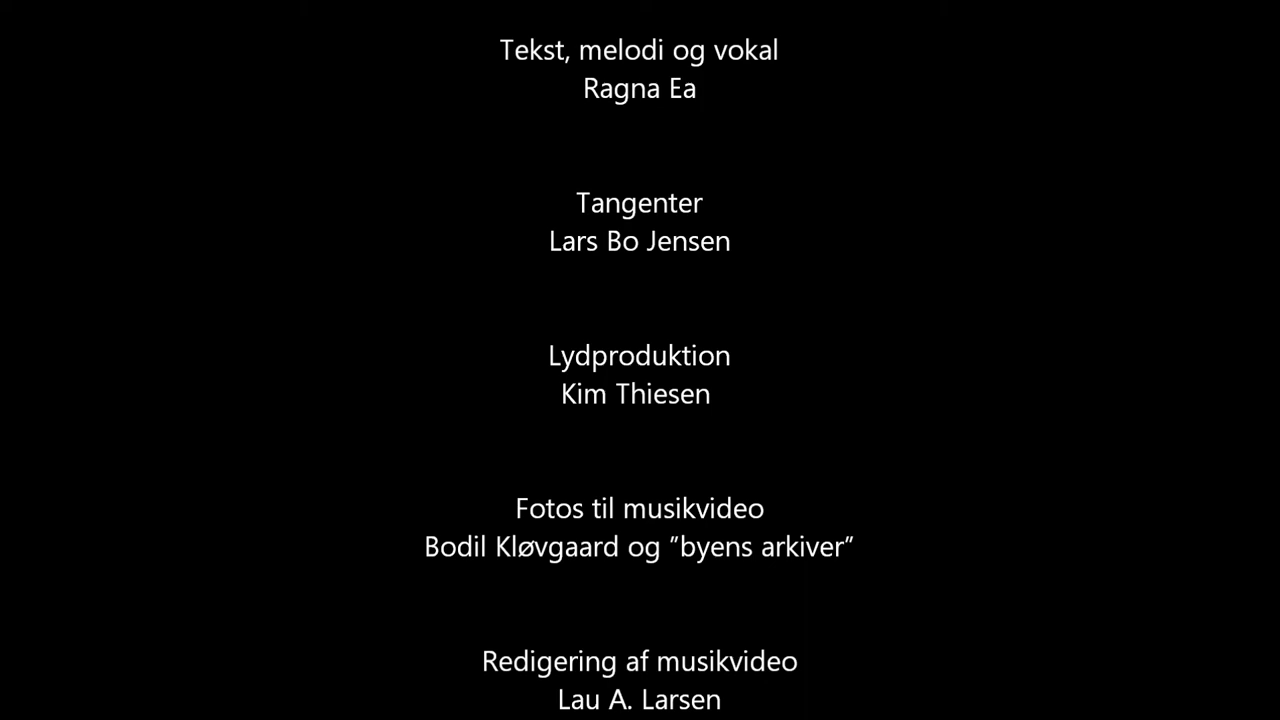 Tekst, melodi og vokal
Ragna Ea
Tangenter
Lars Bo Jensen
Lydproduktion
Kim Thiesen
Fotos til musikvideo
Bodil Kløvgaard og ”byens arkiver”
Redigering af musikvideo
Lau A. Larsen